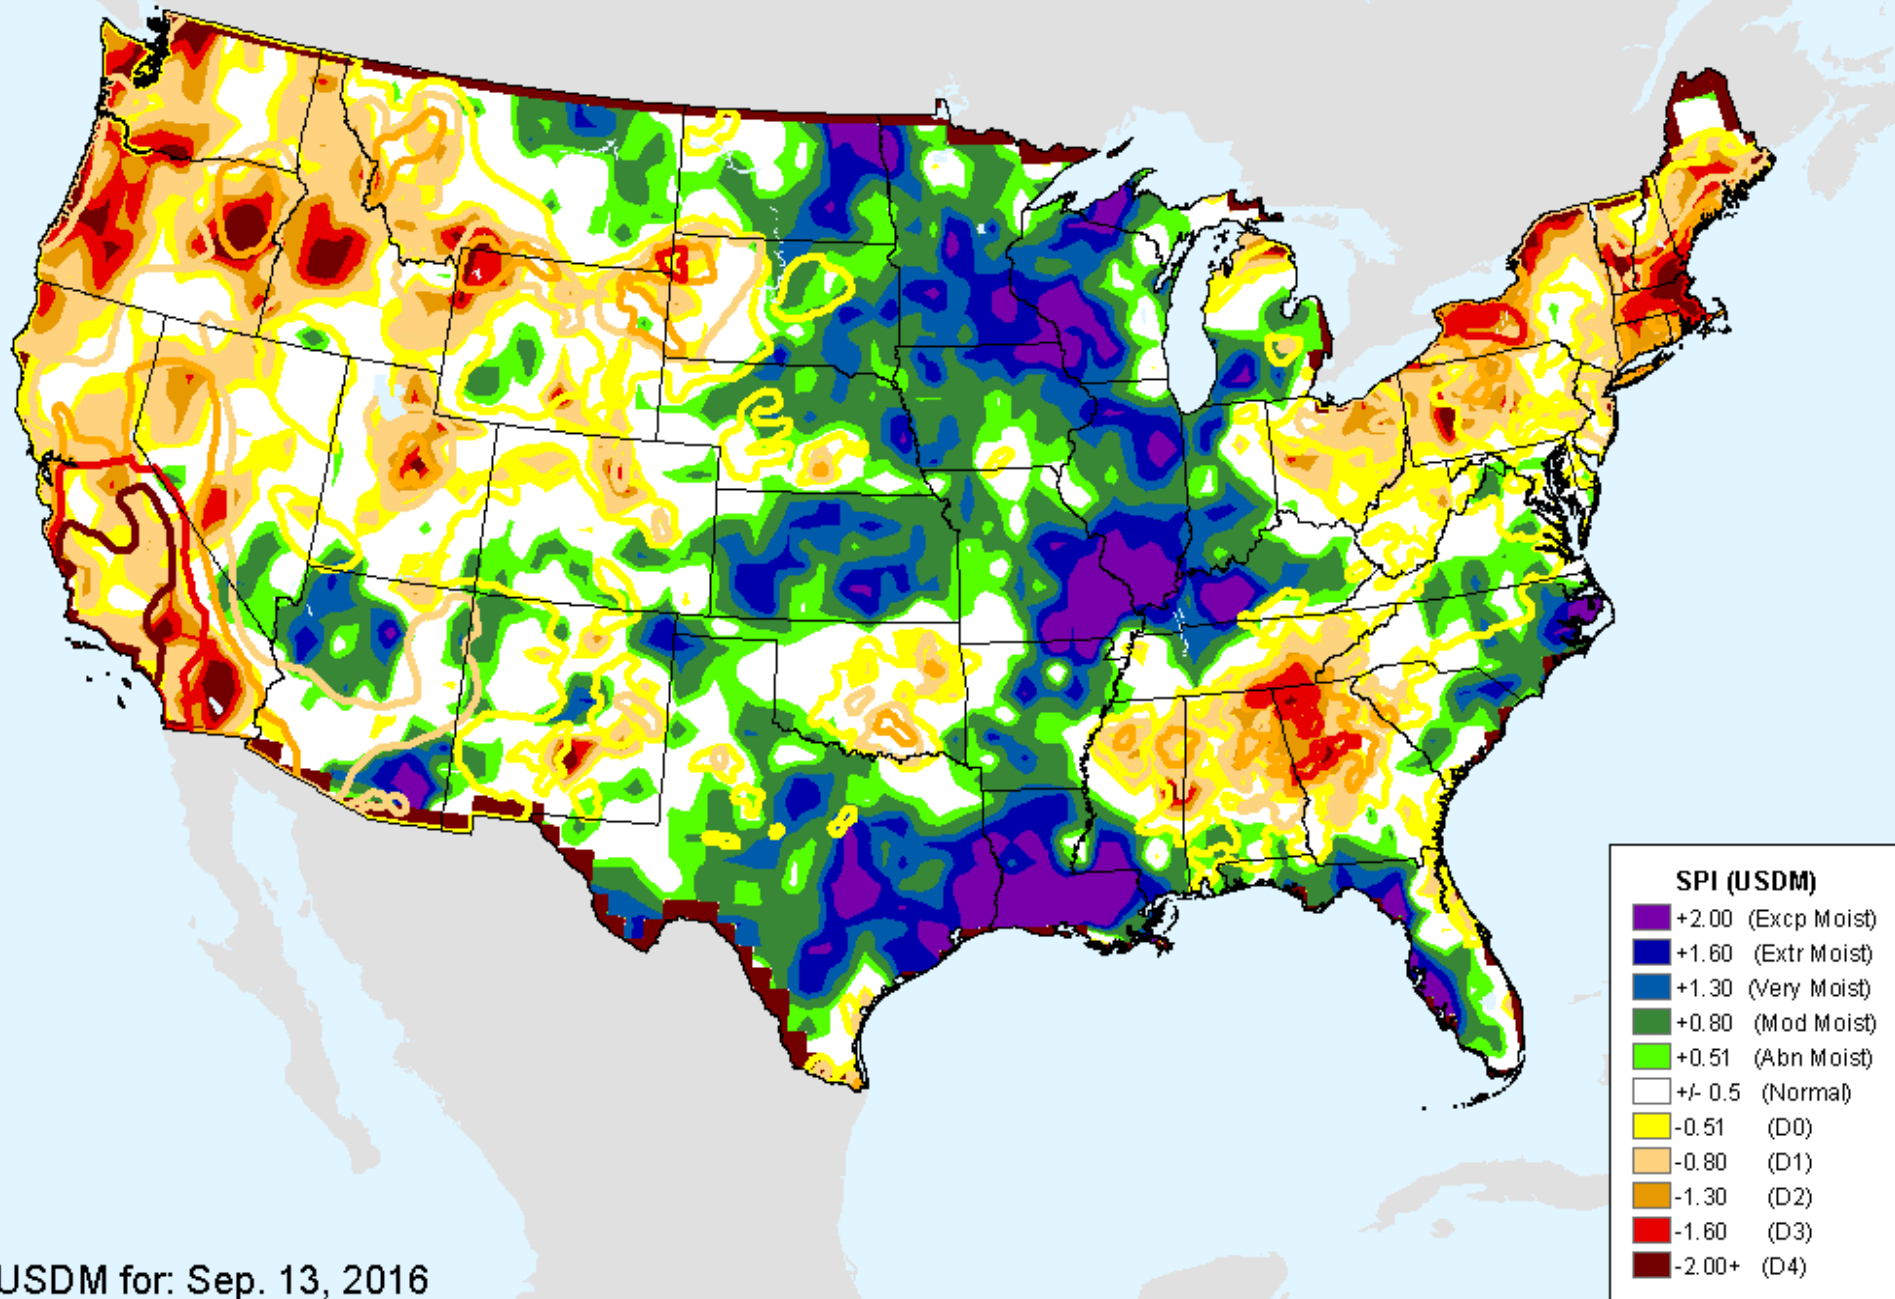 SPI (USDM)
+2.00 (Excp Moist)
+1.60 (Extr Moist)
+1.30 (Very Moist)
+0.80 (Mod Moist)
+0.51 (Abn Moist)
+/- 0.5 (Normal)
-0.51 (D0)
-0.80 (D1)
-1.30 (D2)
-1.60 (D3)
-2.00+ (D4)
USDM for: Sep. 13, 2016